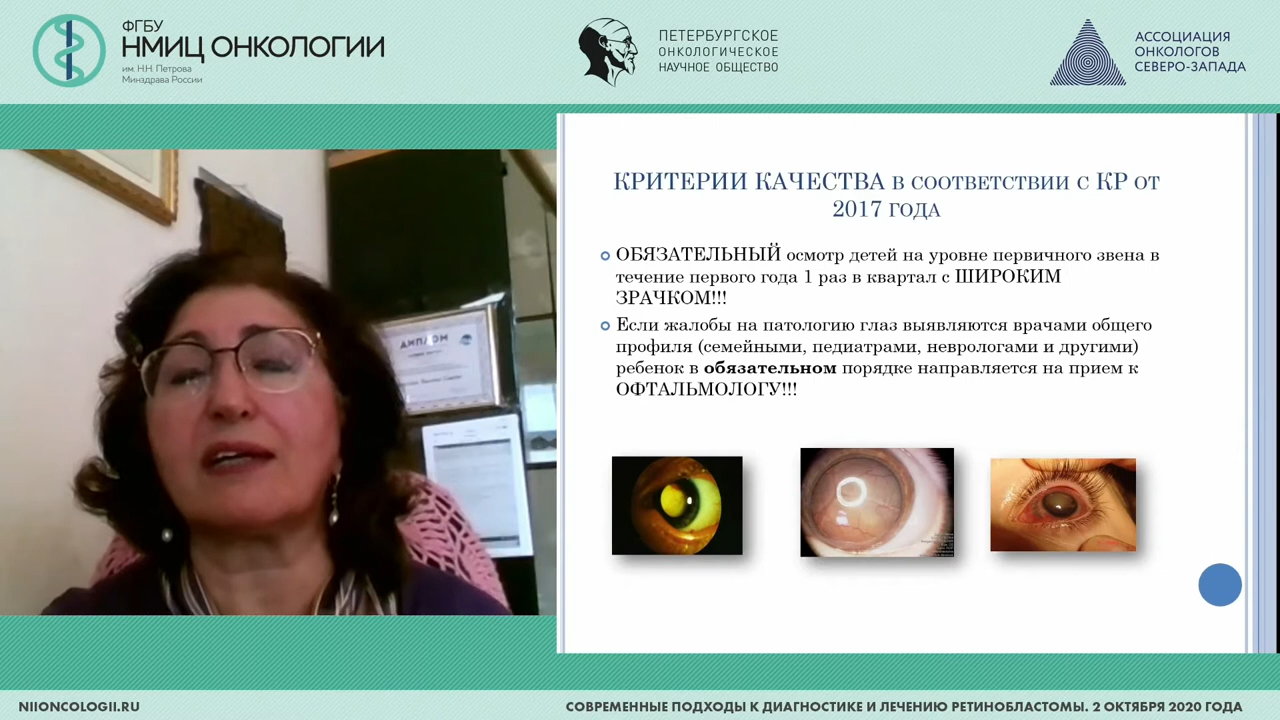 ФГБУ
НМИЦ ОНКОЛОГИИ
им. Н.Н. Петрова
Минздрава России
ПЕТЕРБУРГСКОЕ
ОНКОЛОГИЧЕСКОЕ
НАУЧНОЕ ОБЩЕСТВО
АССОЦИАЦИЯ
ОНКОЛОГОВ
СЕВЕРО-ЗАПАДА
КРИТЕРИИ КАЧЕСТВА В СООТВЕТСТВИИ С КР ОТ
2017 ГОДА
ОБЯЗАТЕЛЬНЫЙ осмотр детей на уровне первичного звена в
течение первого года 1 раз в квартал с ШИРОКИМ
ЗРАЧКОМ!!!
Если жалобы на патологию глаз выявляются врачами общего
профиля (семейными, педиатрами, неврологами и другими)
ребенок в обязательном порядке направляется на прием к
ОФТАЛЬМОЛОГУ!!!
ДИПЛОМ
NIIONCOLOGII.RU
СОВРЕМЕННЫЕ ПОДХОДЫ К ДИАГНОСТИКЕ И ЛЕЧЕНИЮ РЕТИНОБЛАСТОМЫ. 2 ОКТЯБРЯ 2020 ГОДА